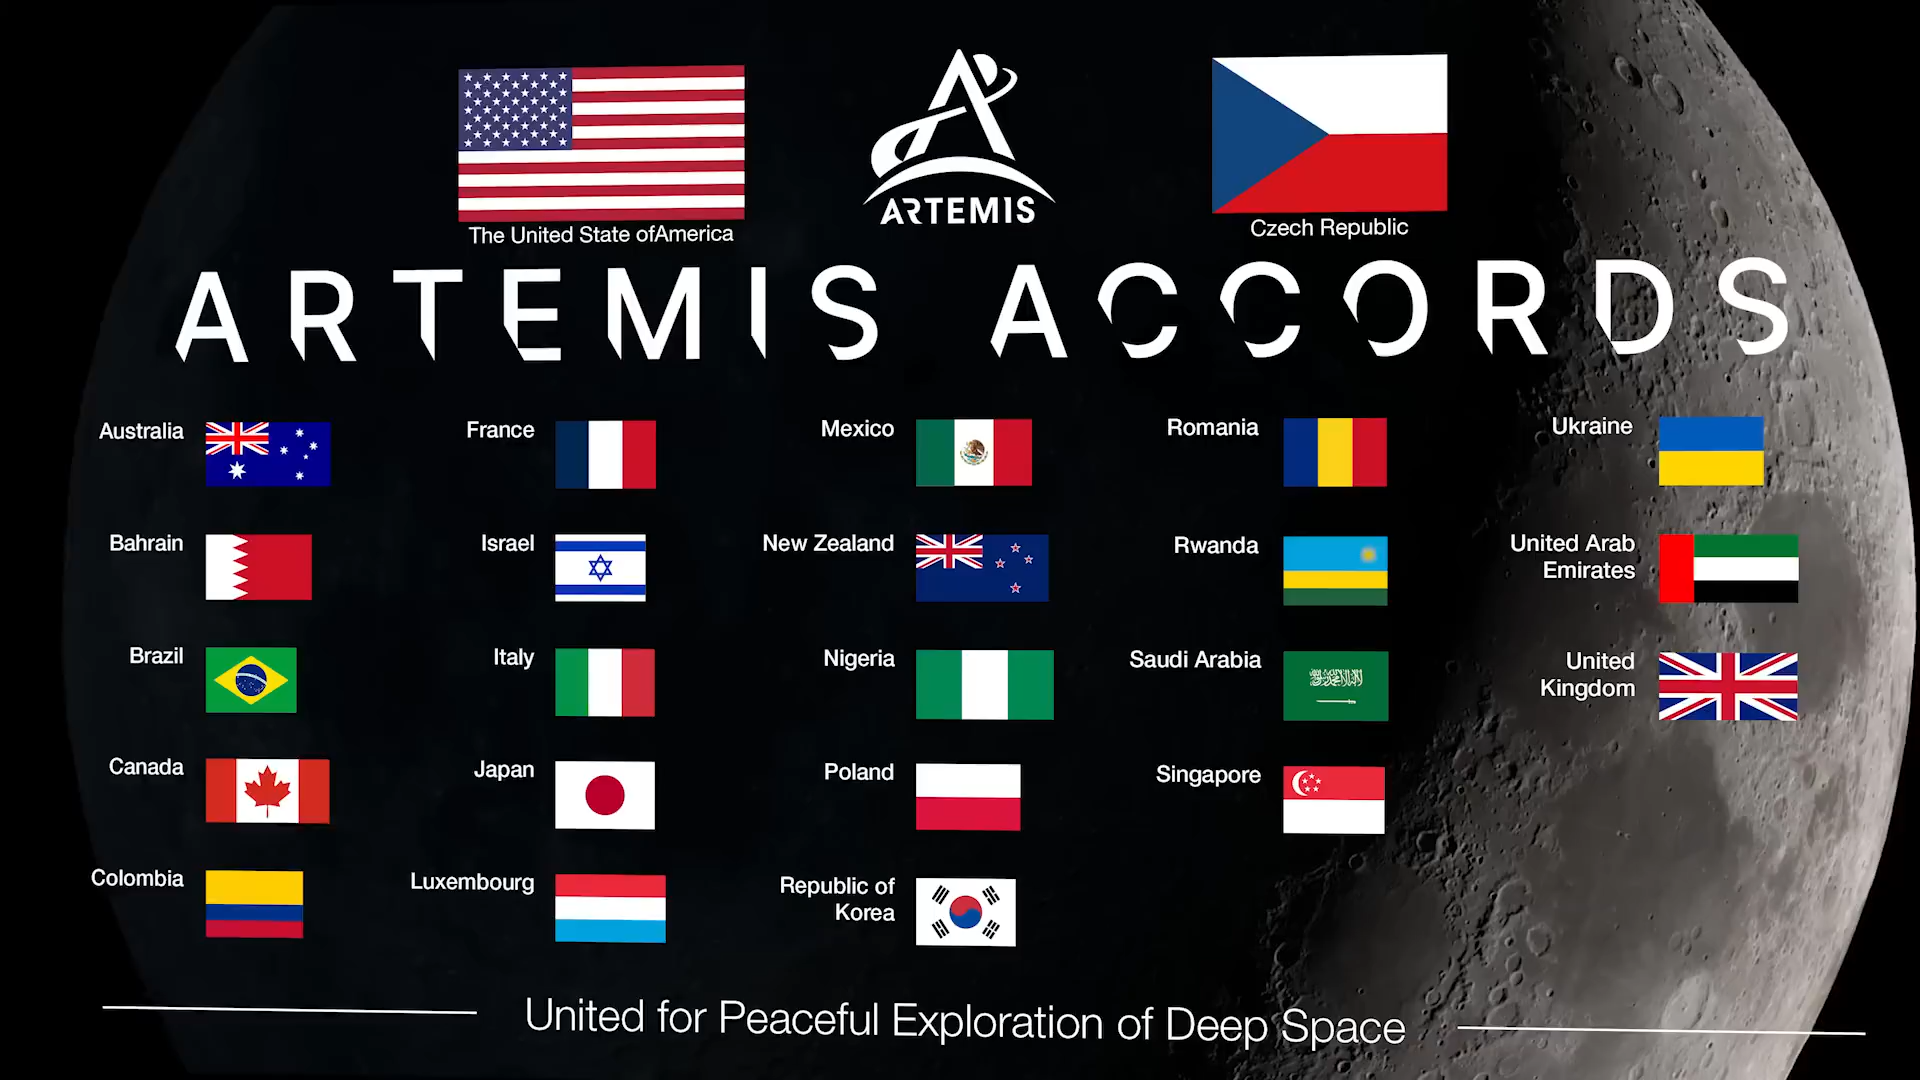 ARTEMIS
The United State ofAmerica
Czech Republic
ARTEMIS ACCORDS
Australia
France
Mexico
Romania
Ukraine
Bahrain
Israel
New Zealand
Rwanda
United Arab
Emirates
Brazil
Italy
Nigeria
Saudi Arabia
United
Kingdom
Canada
Japan
Poland
Singapore
Colombia
Luxembourg
Republic of
Korea
United for Peaceful Exploration of Deep Space